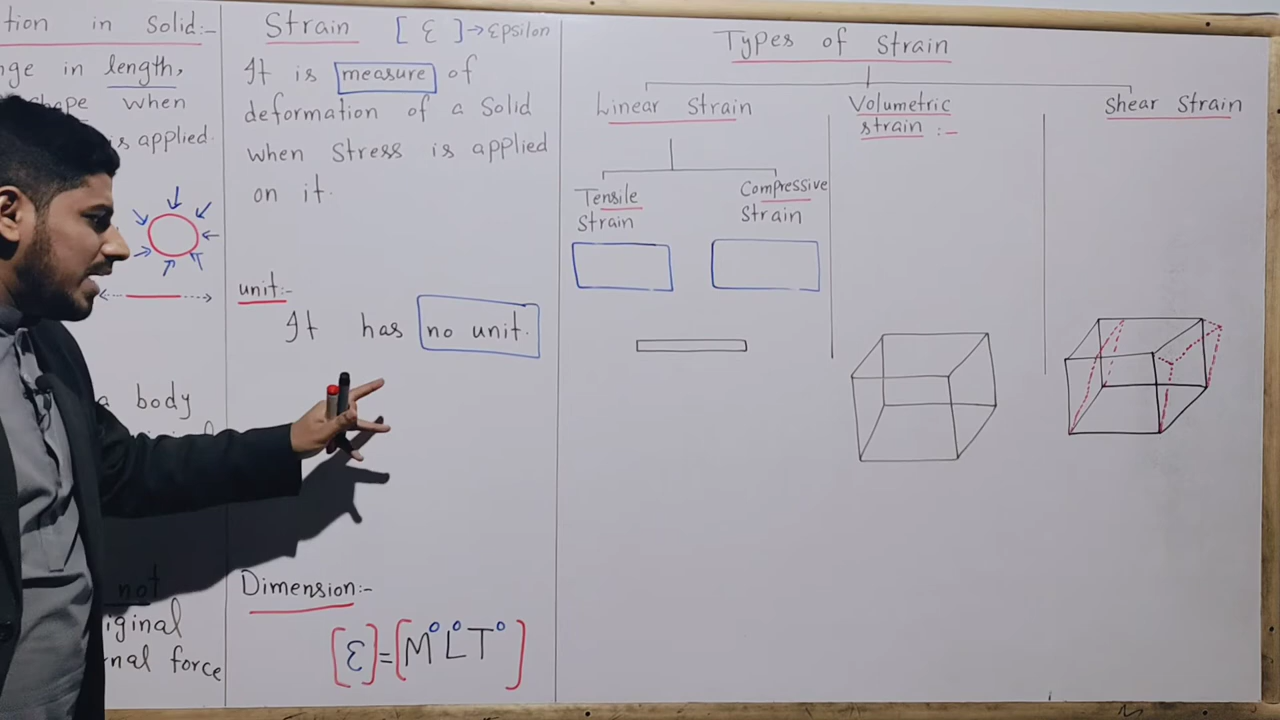 tion in Solid:-
nge in length,
shape when
is applied.
a body
not
iginal
nal force
Strain [ ε ]→Epsilon
It is measure of
deformation of a Solid
when Stress is applied
on it.
unit:-
It has no unit.
Dimension:-
[ε]=[M⁰L⁰T⁰]
Types of Strain
Linear Strain
Tensile
Strain
Compressive
Strain
Volumetric
strain :-
Shear Strain